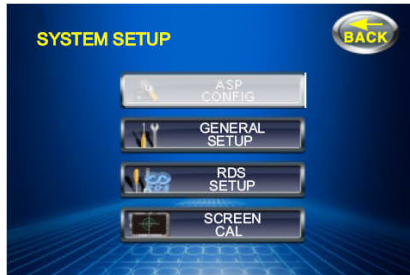 SYSTEM SETUP
BACK
ASP
CONFIG
GENERAL
SETUP
RDS
SETUP
SCREEN
CAL